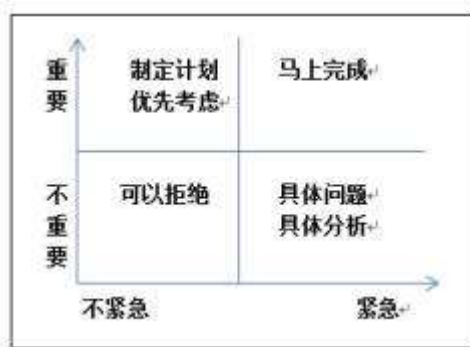 重要
制定计划
优先考虑
马上完成
不重要
可以拒绝
具体问题
具体分析
不紧急
紧急